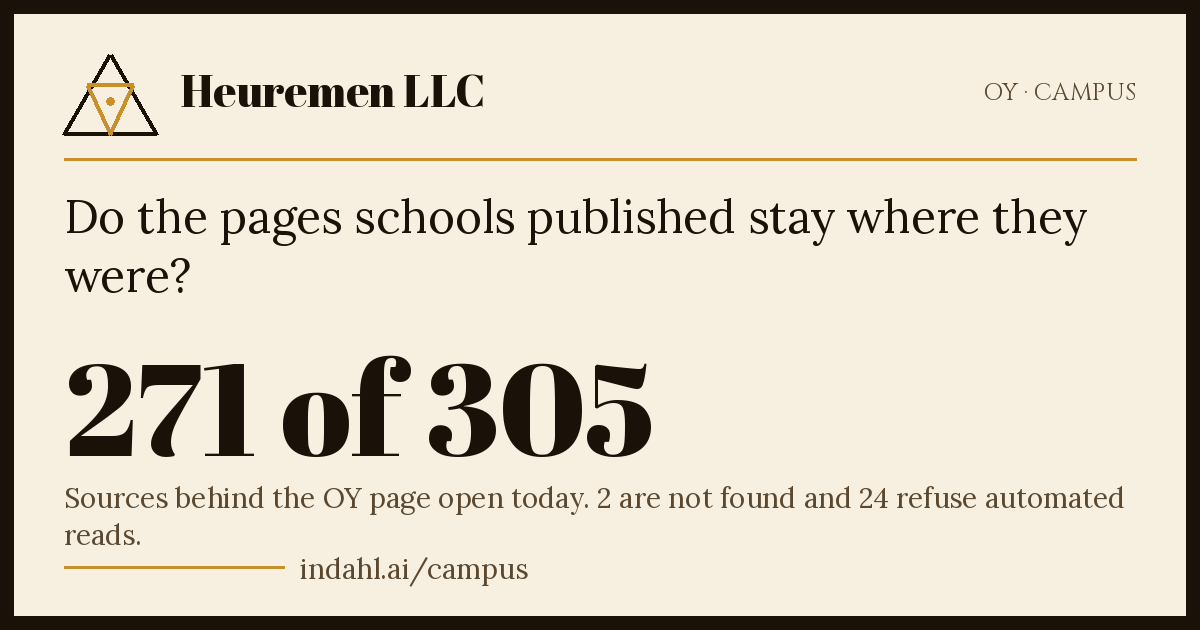 Heuremen LLC
OY · CAMPUS
Do the pages schools published stay where they
were?
271 of 305
Sources behind the OY page open today. 2 are not found and 24 refuse automated
reads.
indahl.ai/campus